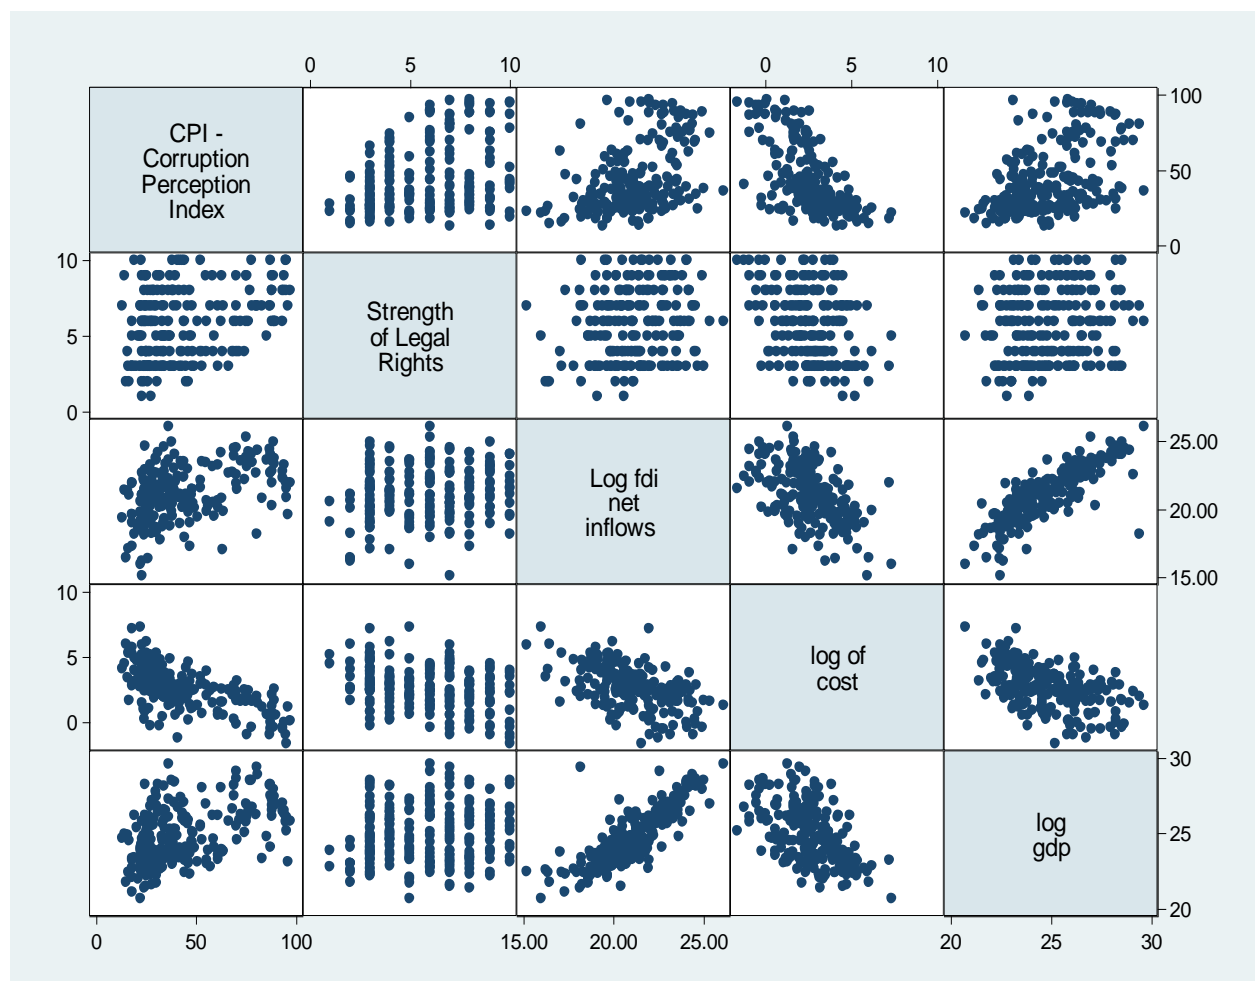 0 5 10 0 5 10
CPI -
Corruption
Perception
Index
100
50
0
10
5
0
Strength
of Legal
Rights
Log fdi
net
inflows
25.00
20.00
15.00
10
5
0
log of
cost
log
gdp
30
25
20
0 50 100 15.00 20.00 25.00 20 25 30